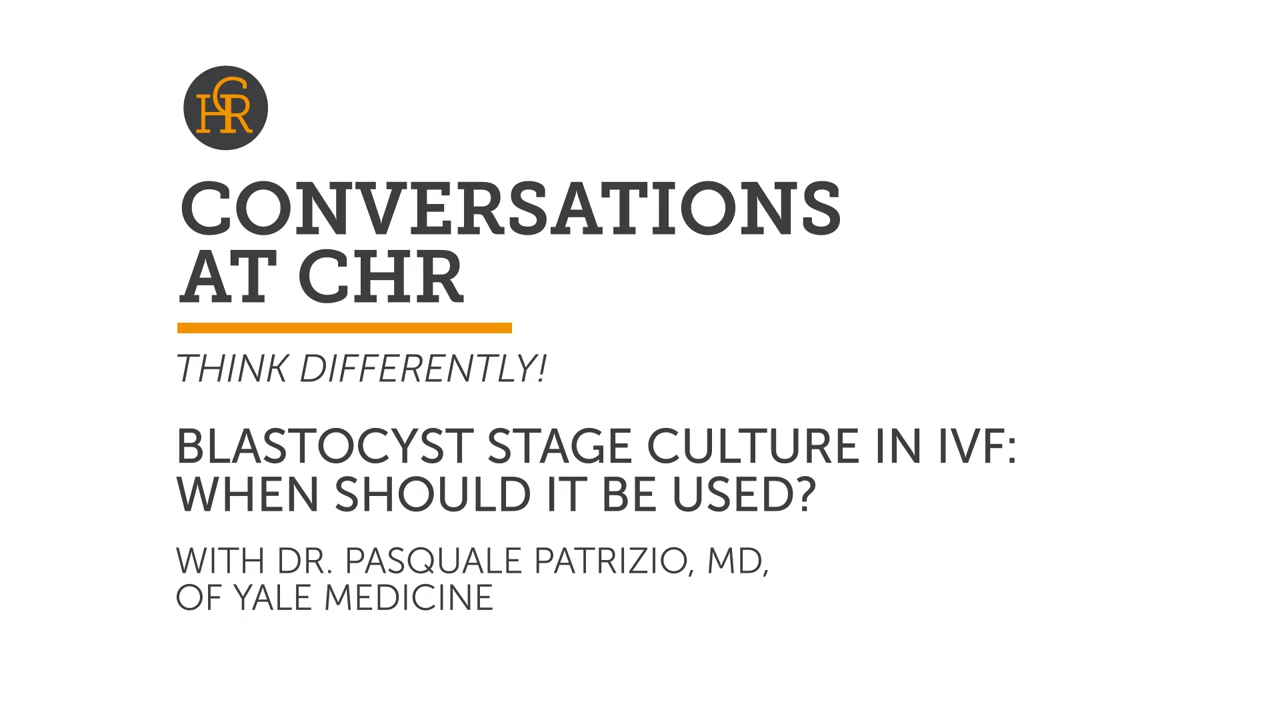 CHR
CONVERSATIONS
AT CHR
THINK DIFFERENTLY!
BLASTOCYST STAGE CULTURE IN IVF:
WHEN SHOULD IT BE USED?
WITH DR. PASQUALE PATRIZIO, MD,
OF YALE MEDICINE